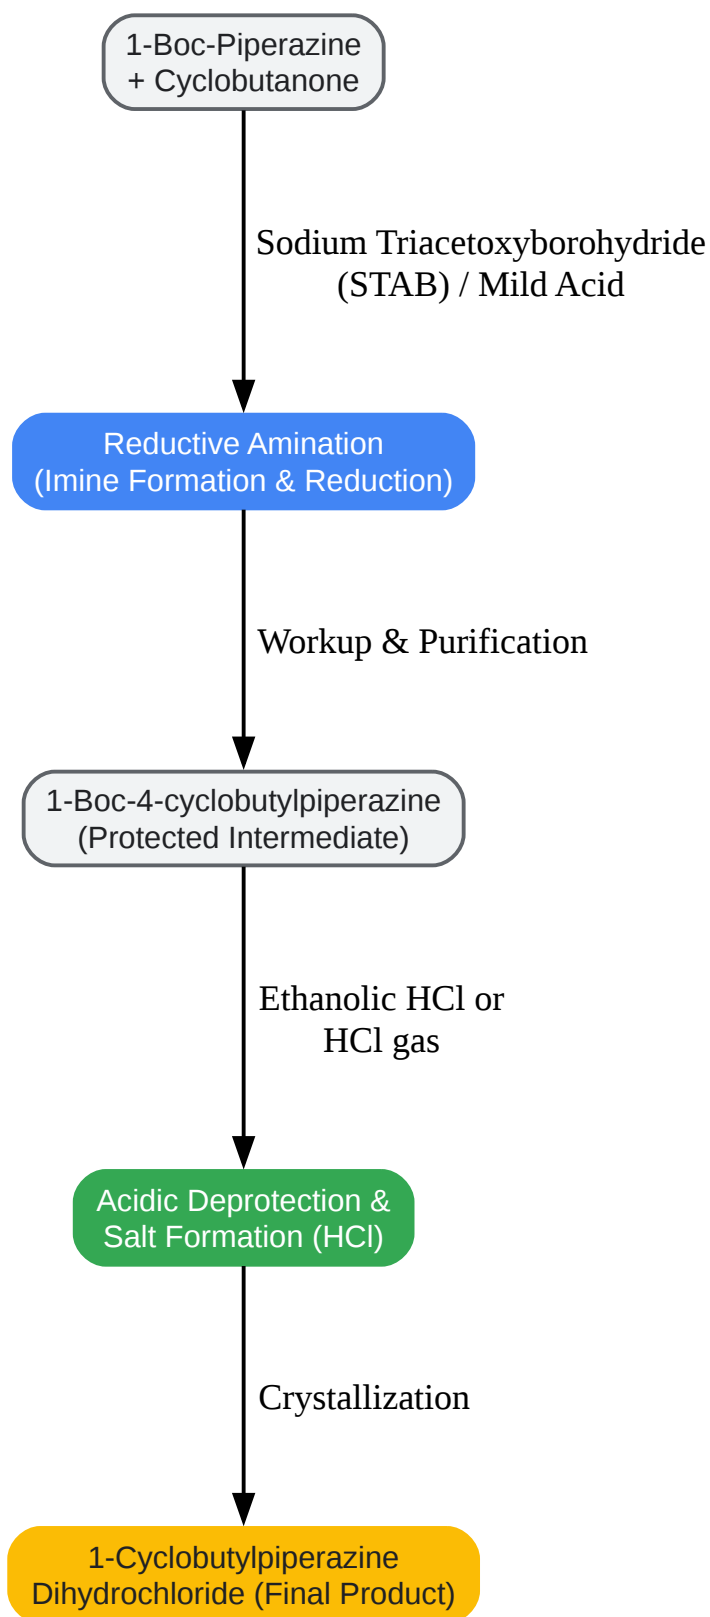 1-Boc-Piperazine
+ Cyclobutanone
Sodium Triacetoxyborohydride
(STAB) / Mild Acid
Reductive Amination
(Imine Formation & Reduction)
Workup & Purification
1-Boc-4-cyclobutylpiperazine
(Protected Intermediate)
Ethanolic HCl or
HCl gas
Acidic Deprotection &
Salt Formation (HCl)
Crystallization
1-Cyclobutylpiperazine
Dihydrochloride (Final Product)